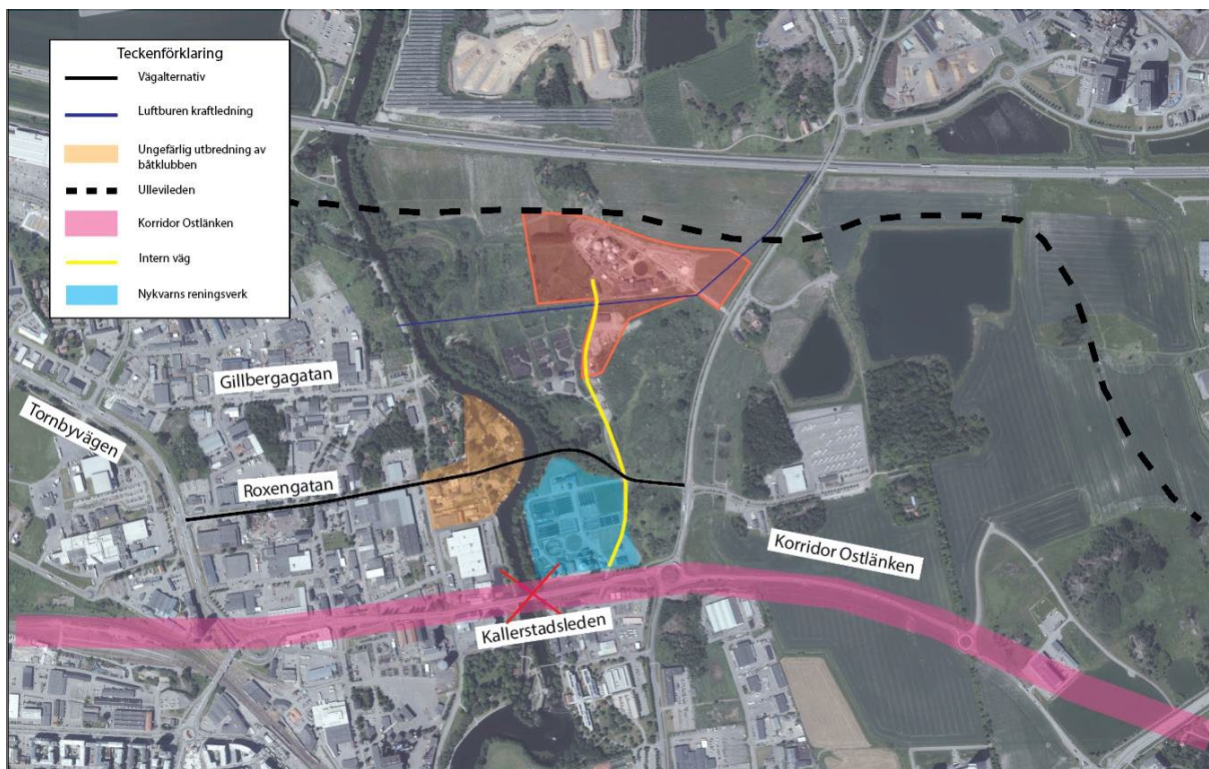 Teckenförklaring
Vägalternativ
Luftburen kraftledning
Ungefärlig utbredning av
båtklubben
Ullevileden
Korridor Ostlänken
Intern väg
Nykvarns reningsverk
Gillbergagatan
Tornbyvägen
Roxengatan
Korridor Ostlänken
Kallerstadsleden